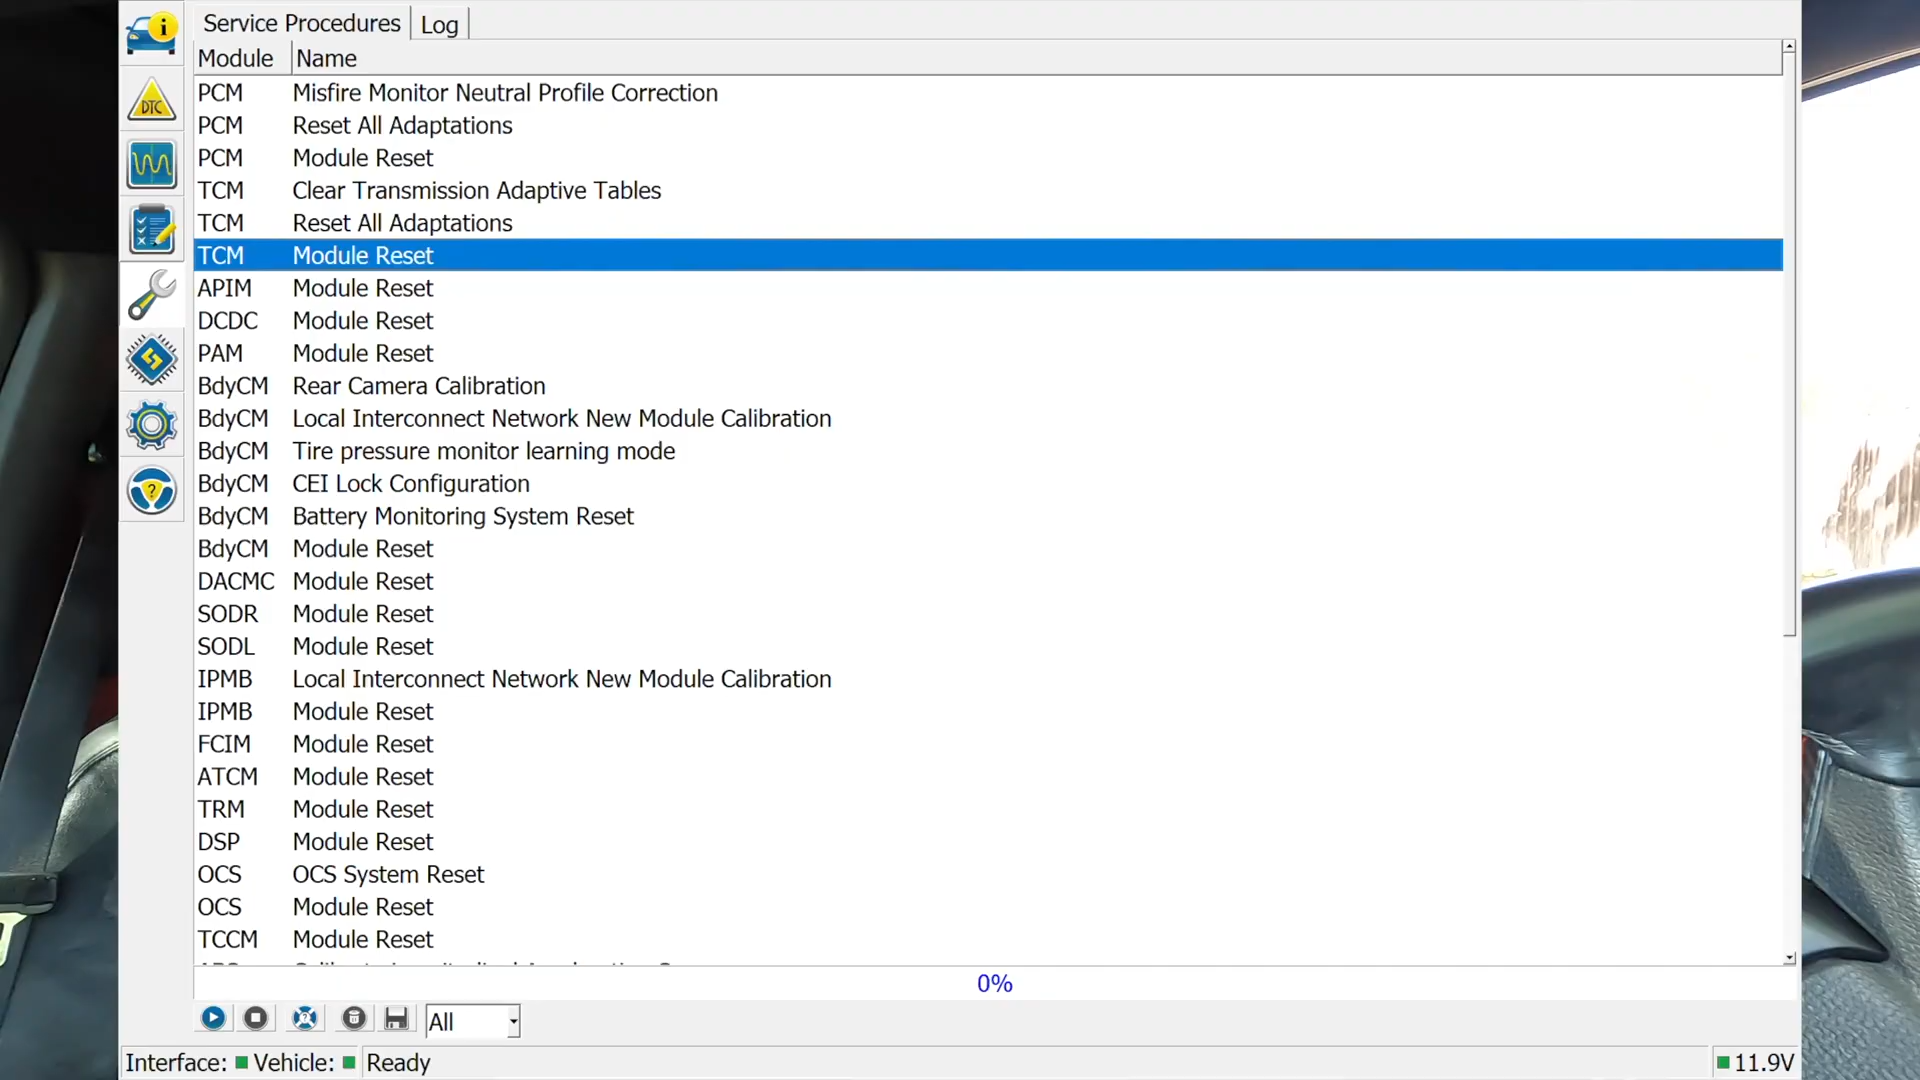 Service Procedures Log
Module Name
PCM Misfire Monitor Neutral Profile Correction
PCM Reset All Adaptations
PCM Module Reset
TCM Clear Transmission Adaptive Tables
TCM Reset All Adaptations
TCM Module Reset
APIM Module Reset
DCDC Module Reset
PAM Module Reset
BdyCM Rear Camera Calibration
BdyCM Local Interconnect Network New Module Calibration
BdyCM Tire pressure monitor learning mode
BdyCM CEI Lock Configuration
BdyCM Battery Monitoring System Reset
BdyCM Module Reset
DACMC Module Reset
SODR Module Reset
SODL Module Reset
IPMB Local Interconnect Network New Module Calibration
IPMB Module Reset
FCIM Module Reset
ATCM Module Reset
TRM Module Reset
DSP Module Reset
OCS OCS System Reset
OCS Module Reset
TCCM Module Reset
0%
All
Interface: Vehicle: Ready 11.9V
DTC